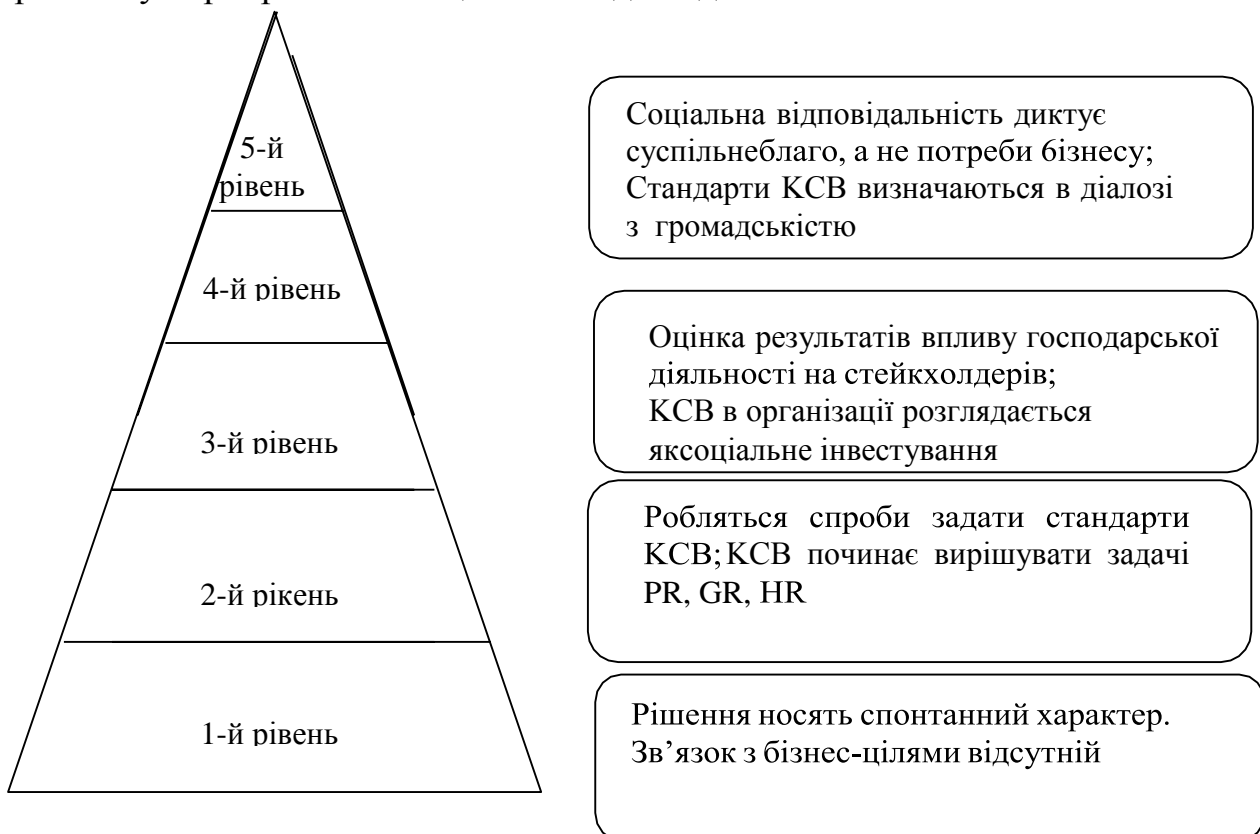 5-й
рівень
4-й рівень
3-й рівень
2-й рікень
1-й рівень
Соціальна відповідальність диктує
суспільнеблаго, а не потреби бізнесу;
Стандарти КСВ визначаються в діалозі
з громадськістю
Оцінка результатів впливу господарської
діяльності на стейкхолдерів;
КСВ в організації розглядається
яксоціальне інвестування
Робляться спроби задати стандарти
КСВ; КСВ починає вирішувати задачі
PR, GR, HR
Рішення носять спонтанний характер.
Зв’язок з бізнес-цілями відсутній